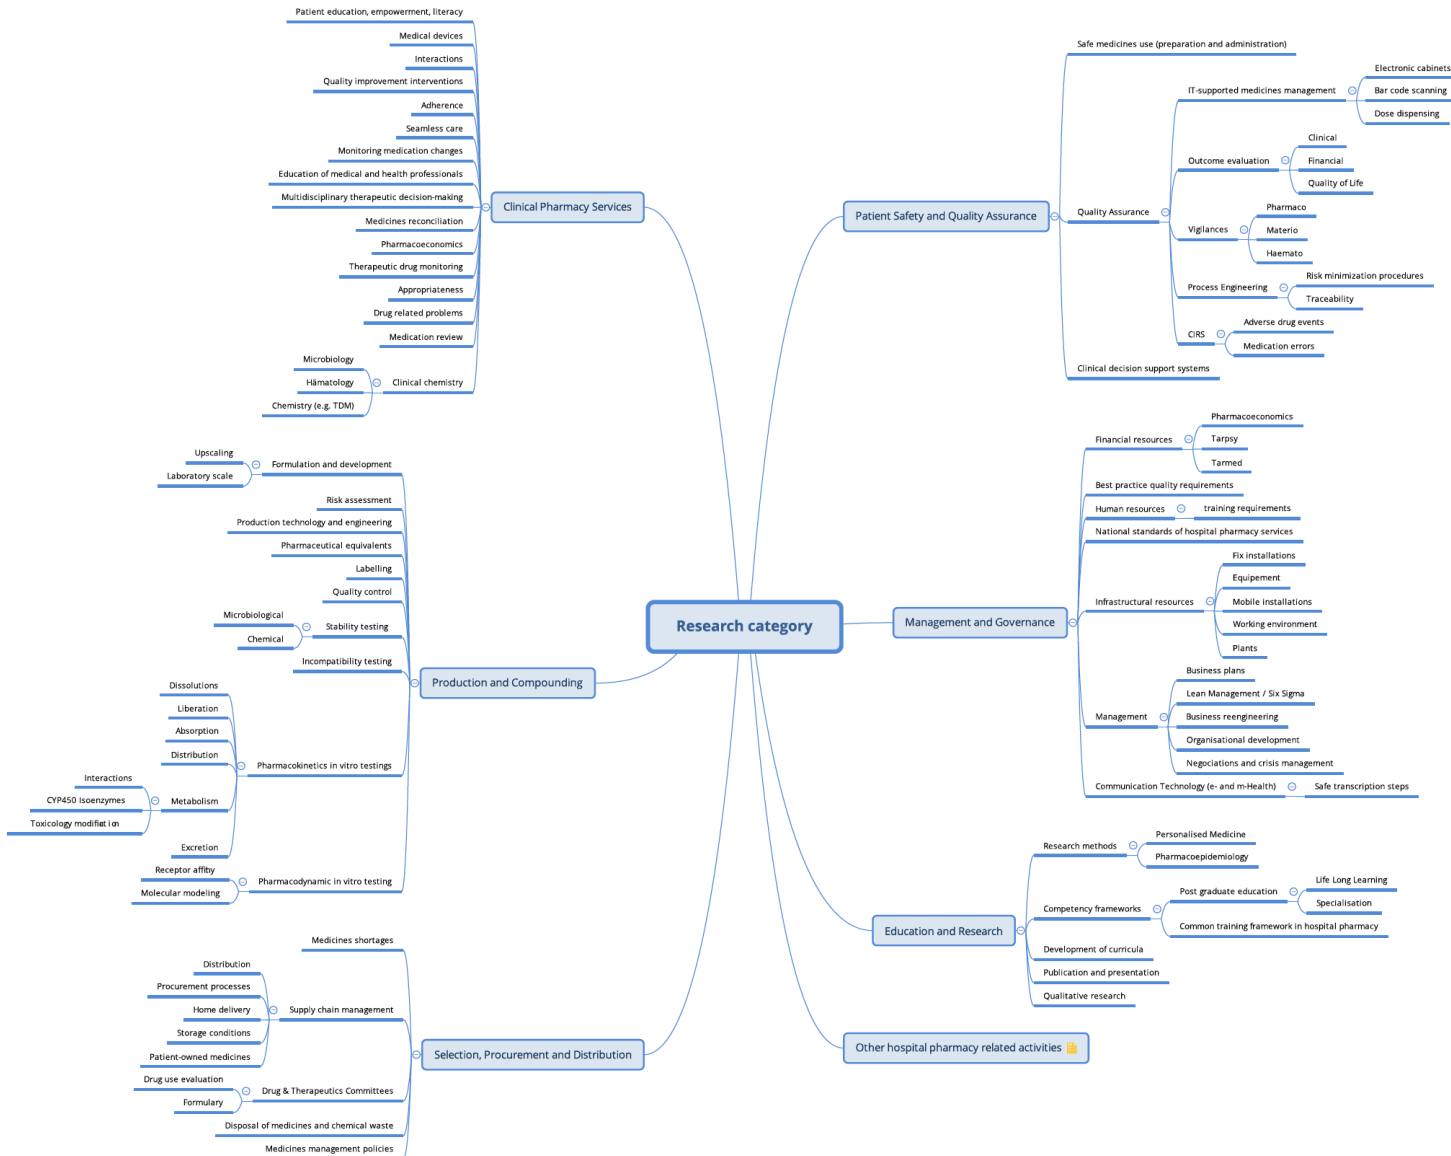 Patient education, empowerment, literacy
Medical devices
Interactions
Quality improvement interventions
Adherence
Seamless care
Monitoring medication changes
Education of medical and health professionals
Multidisciplinary therapeutic decision-making
Medicines reconciliation
Pharmacoeconomics
Therapeutic drug monitoring
Appropriateness
Drug related problems
Medication review
Microbiology
Hämatology
Chemistry (e.g. TDM)
Clinical chemistry
Clinical Pharmacy Services
Upscaling
Laboratory scale
Formulation and development
Risk assessment
Production technology and engineering
Pharmaceutical equivalents
Labelling
Quality control
Microbiological
Chemical
Stability testing
Incompatibility testing
Dissolutions
Liberation
Absorption
Distribution
Interactions
CYP450 Isoenzymes
Toxicology modifiction
Metabolism
Excretion
Pharmacokinetics in vitro testings
Receptor affity
Molecular modeling
Pharmacodynamic in vitro testing
Production and Compounding
Medicines shortages
Distribution
Procurement processes
Home delivery
Storage conditions
Patient-owned medicines
Supply chain management
Drug use evaluation
Formulary
Drug & Therapeutics Committees
Disposal of medicines and chemical waste
Medicines management policies
Selection, Procurement and Distribution
Research category
Patient Safety and Quality Assurance
Safe medicines use (preparation and administration)
Quality Assurance
IT-supported medicines management
Electronic cabinets
Bar code scanning
Dose dispensing
Outcome evaluation
Clinical
Financial
Quality of Life
Vigilances
Pharmaco
Materio
Haemato
Process Engineering
Risk minimization procedures
Traceability
CIRS
Adverse drug events
Medication errors
Clinical decision support systems
Management and Governance
Financial resources
Pharmacoeconomics
Tarpsy
Tarmed
Best practice quality requirements
Human resources
training requirements
National standards of hospital pharmacy services
Infrastructural resources
Fix installations
Equipement
Mobile installations
Working environment
Plants
Management
Business plans
Lean Management / Six Sigma
Business reengineering
Organisational development
Negociations and crisis management
Communication Technology (e- and m-Health)
Safe transcription steps
Education and Research
Research methods
Personalised Medicine
Pharmacoepidemiology
Competency frameworks
Post graduate education
Life Long Learning
Specialisation
Common training framework in hospital pharmacy
Development of curricula
Publication and presentation
Qualitative research
Other hospital pharmacy related activities